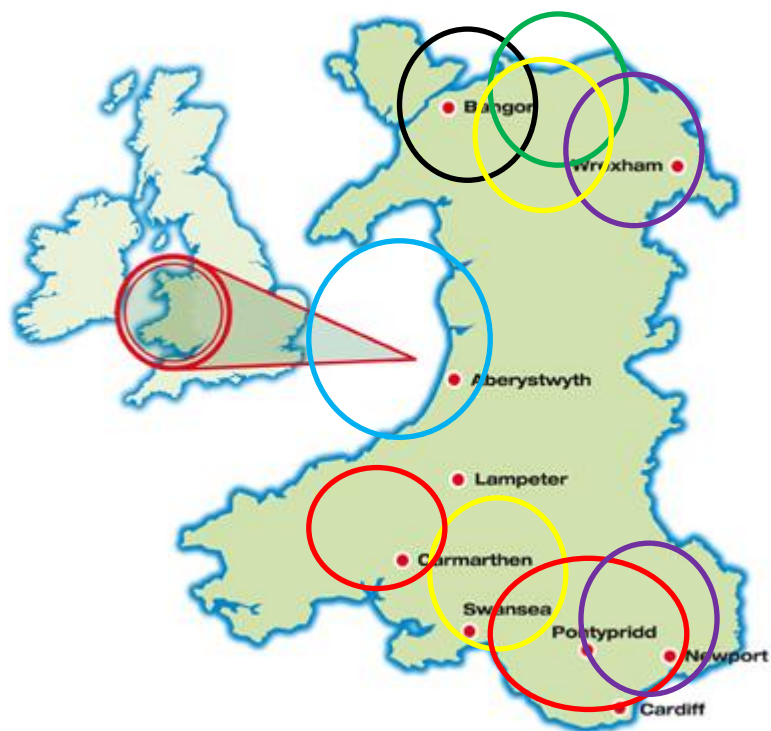 Bangor
Wrexham
Aberystwyth
Lampeter
Carmarthen
Swansea
Pontypridd
Newport
Cardiff